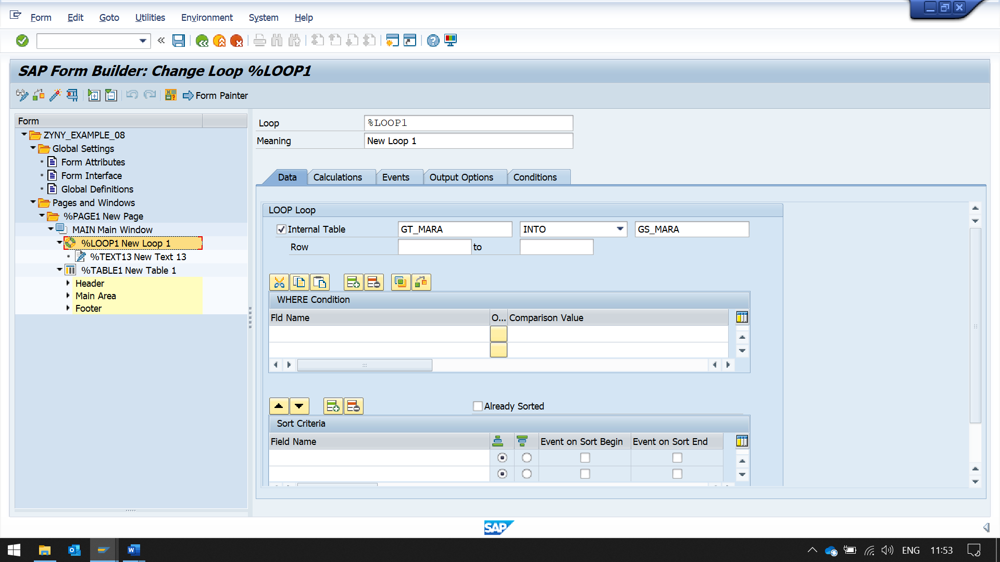 Form Edit Goto Utilities Environment System Help
SAP Form Builder: Change Loop %LOOP1
Form Painter
Form
ZYNY_EXAMPLE_08
Global Settings
Form Attributes
Form Interface
Global Definitions
Pages and Windows
%PAGE1 New Page
MAIN Main Window
%LOOP1 New Loop 1
%TEXT13 New Text 13
%TABLE1 New Table 1
Header
Main Area
Footer
Loop %LOOP1
Meaning New Loop 1
Data Calculations Events Output Options Conditions
LOOP Loop
Internal Table GT_MARA INTO GS_MARA
Row to
WHERE Condition
Fld Name O... Comparison Value
Already Sorted
Sort Criteria
Field Name Event on Sort Begin Event on Sort End
SAP
ENG 11:53